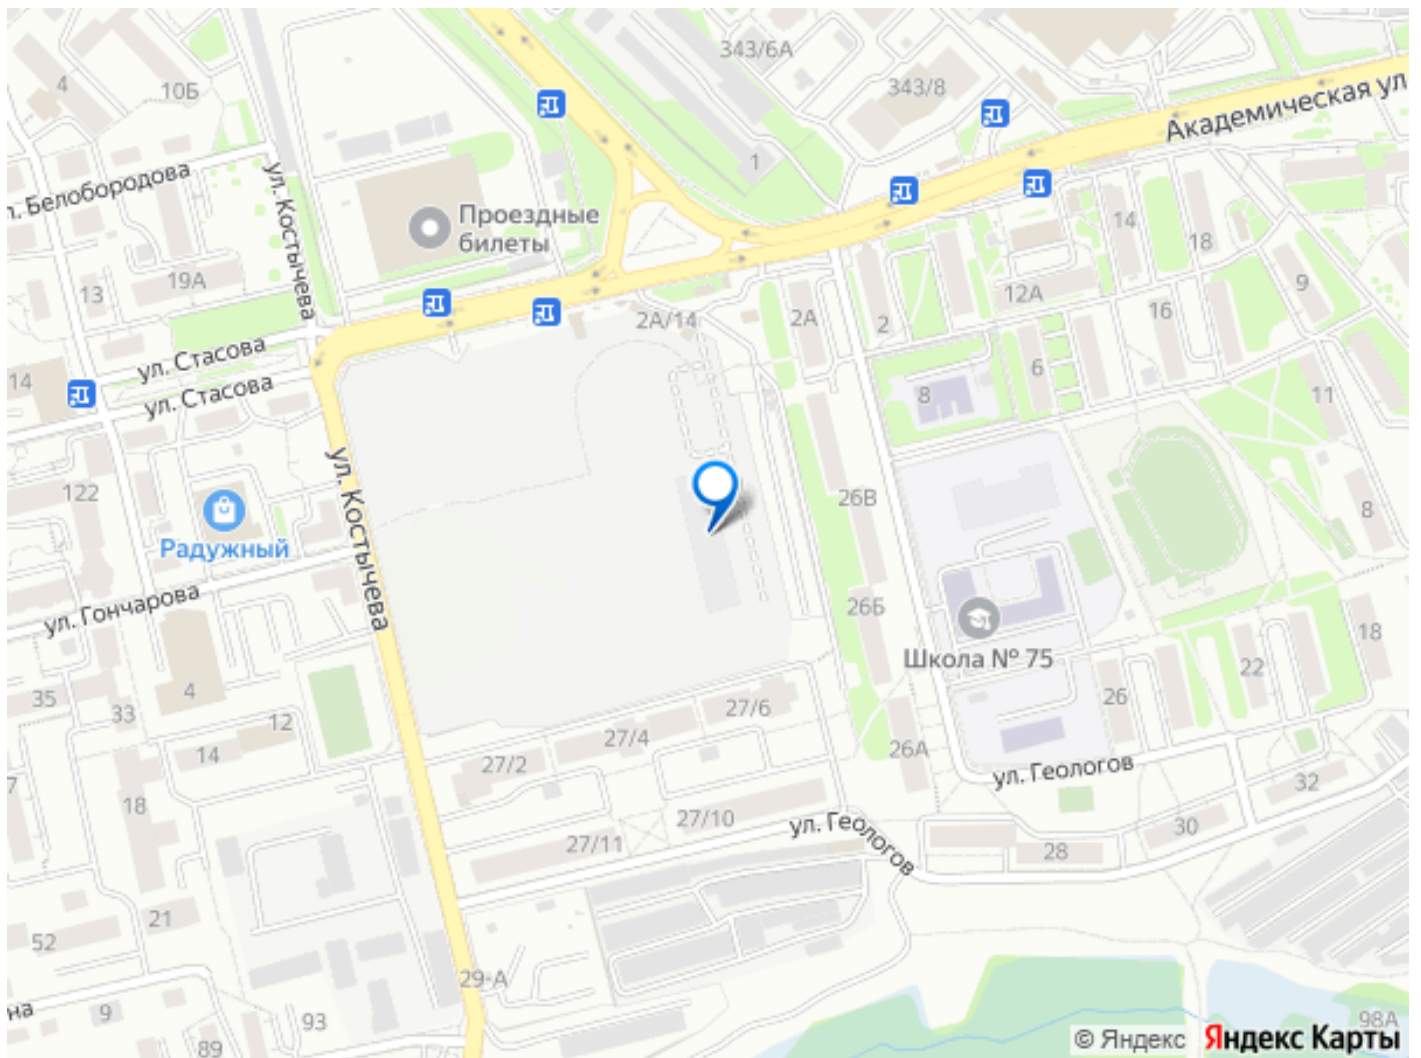 343/6А
4
10Б
343/8
Академическая ул
1
л. Белобородова
ул. Костычева
Проездные
билеты
14
18
19А
13
9
12А
16
2А/14
2А
2
ул. Стасова
6
14
ул. Стасова
8
11
ул. Костычева
122
26В
8
Радужный
ул. Гончарова
26Б
18
Школа № 75
22
4
35
33
26
27/6
12
27/4
26А
14
27/2
ул. Геологов
7
32
18
27/10
ул. Геологов
30
27/11
28
21
52
29-А
на
9
93
98А
89
© Яндекс
Яндекс Карты